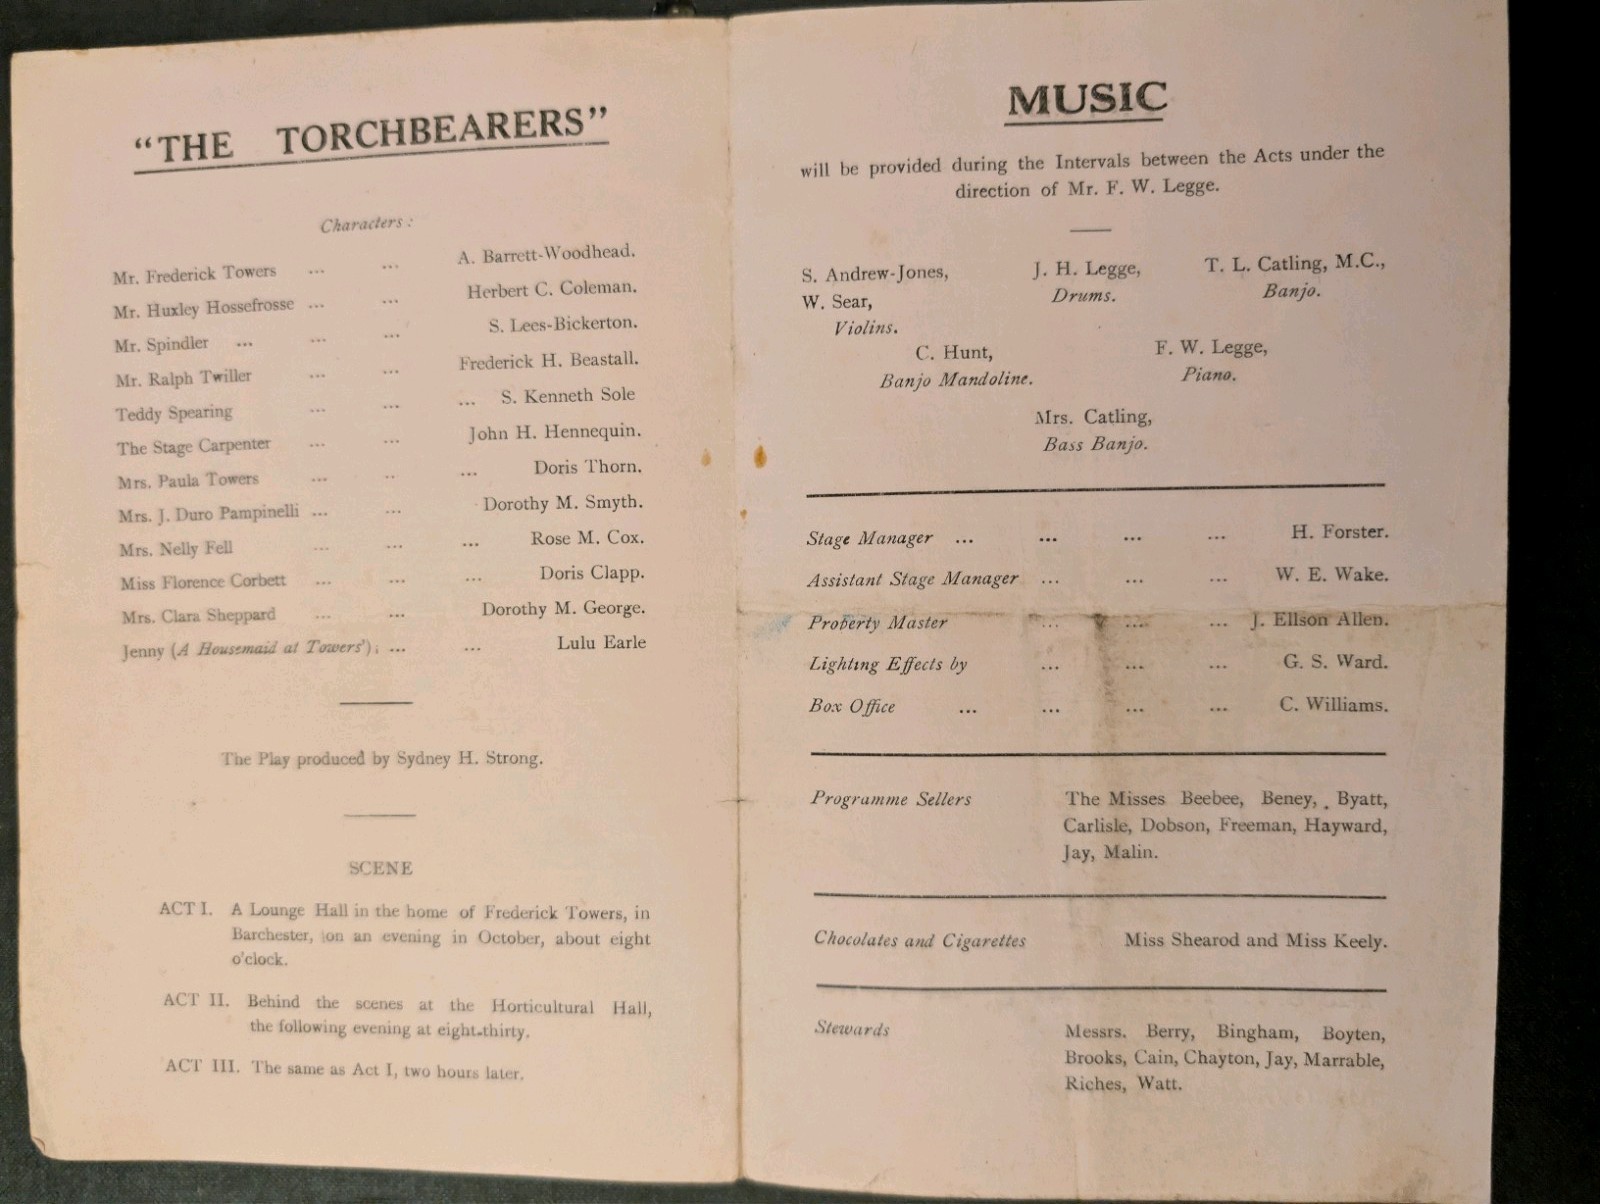 "THE TORCHBEARERS"
Characters :
Mr. Frederick Towers ... ... A. Barrett-Woodhead.
Mr. Huxley Hossefrosse ... ... Herbert C. Coleman.
Mr. Spindler ... ... ... S. Lees-Bickerton.
Mr. Ralph Twiller ... ... Frederick H. Beastall.
Teddy Spearing ... ... ... S. Kenneth Sole
The Stage Carpenter ... ... John H. Hennequin.
Mrs. Paula Towers ... .. ... Doris Thorn.
Mrs. J. Duro Pampinelli ... ... Dorothy M. Smyth.
Mrs. Nelly Fell ... ... ... Rose M. Cox.
Miss Florence Corbett ... ... ... Doris Clapp.
Mrs. Clara Sheppard ... ... Dorothy M. George.
Jenny (A Housemaid at Towers'); ... ... Lulu Earle
The Play produced by Sydney H. Strong.
SCENE
ACT I. A Lounge Hall in the home of Frederick Towers, in
Barchester, on an evening in October, about eight
o'clock.
ACT II. Behind the scenes at the Horticultural Hall,
the following evening at eight-thirty.
ACT III. The same as Act I, two hours later.
MUSIC
will be provided during the Intervals between the Acts under the
direction of Mr. F. W. Legge.
S. Andrew-Jones, J. H. Legge, T. L. Catling, M.C.,
W. Sear, Drums. Banjo.
Violins.
C. Hunt, F. W. Legge,
Banjo Mandoline. Piano.
Mrs. Catling,
Bass Banjo.
Stage Manager ... ... ... ... H. Forster.
Assistant Stage Manager ... ... ... W. E. Wake.
Property Master ... ... ... J. Ellson Allen.
Lighting Effects by ... ... ... G. S. Ward.
Box Office ... ... ... ... C. Williams.
Programme Sellers The Misses Beebee, Beney, . Byatt,
Carlisle, Dobson, Freeman, Hayward,
Jay, Malin.
Chocolates and Cigarettes Miss Shearod and Miss Keely.
Stewards Messrs. Berry, Bingham, Boyten,
Brooks, Cain, Chayton, Jay, Marrable,
Riches, Watt.